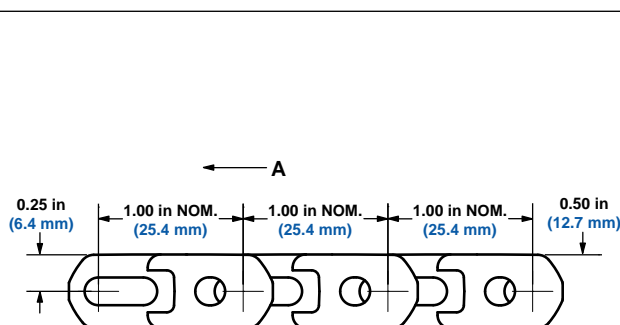 A
0.25 in
(6.4 mm)
1.00 in NOM.
(25.4 mm)
1.00 in NOM.
(25.4 mm)
1.00 in NOM.
(25.4 mm)
0.50 in
(12.7 mm)